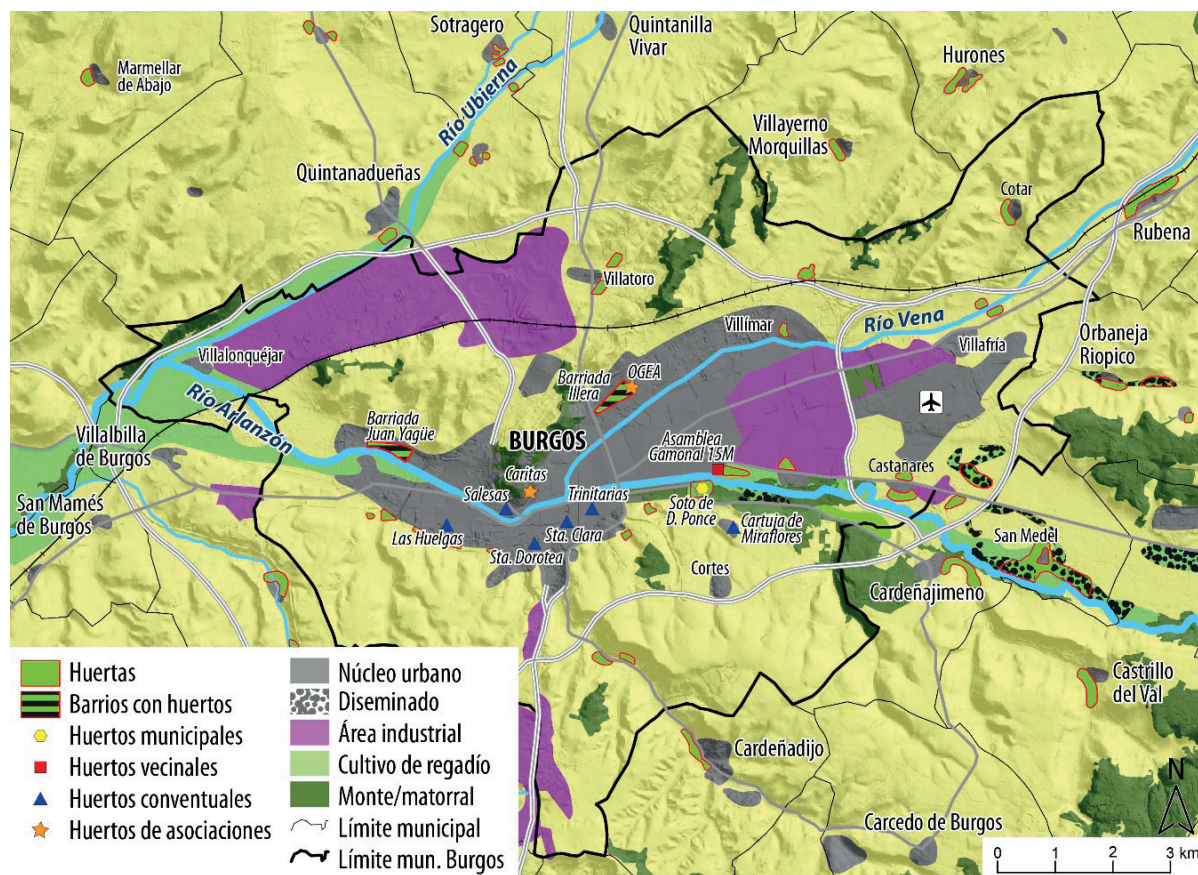 Sotragero
Quintanilla
Vivar
Marmellar
de Abajo
Hurones
Río Ubierna
Villayerno
Morquillas
Quintanadueñas
Cotar
Rubena
Villatoro
Río Vena
Villímar
Orbaneja
Riopico
Villalonquéjar
Villafría
OGEA
Barriada
Illera
Río Arlanzón
Barriada
Juan Yagüe
BURGOS
Asamblea
Gamonal 15M
Villalbilla
de Burgos
Castañares
Caritas
Salesas
Trinitarias
San Mamés
de Burgos
Soto de
D. Ponce
Cartuja de
Miraflores
Las Huelgas
Sta. Clara
San Medel
Sta. Dorotea
Cortes
Cardeñajimeno
Castrillo
del Val
Cardeñadijo
Carcedo de Burgos
Huertas
Barrios con huertos
Huertos municipales
Huertos vecinales
Huertos conventuales
Huertos de asociaciones
Núcleo urbano
Diseminado
Área industrial
Cultivo de regadío
Monte/matorral
Límite municipal
Límite mun. Burgos
N
0 1 2 3 km